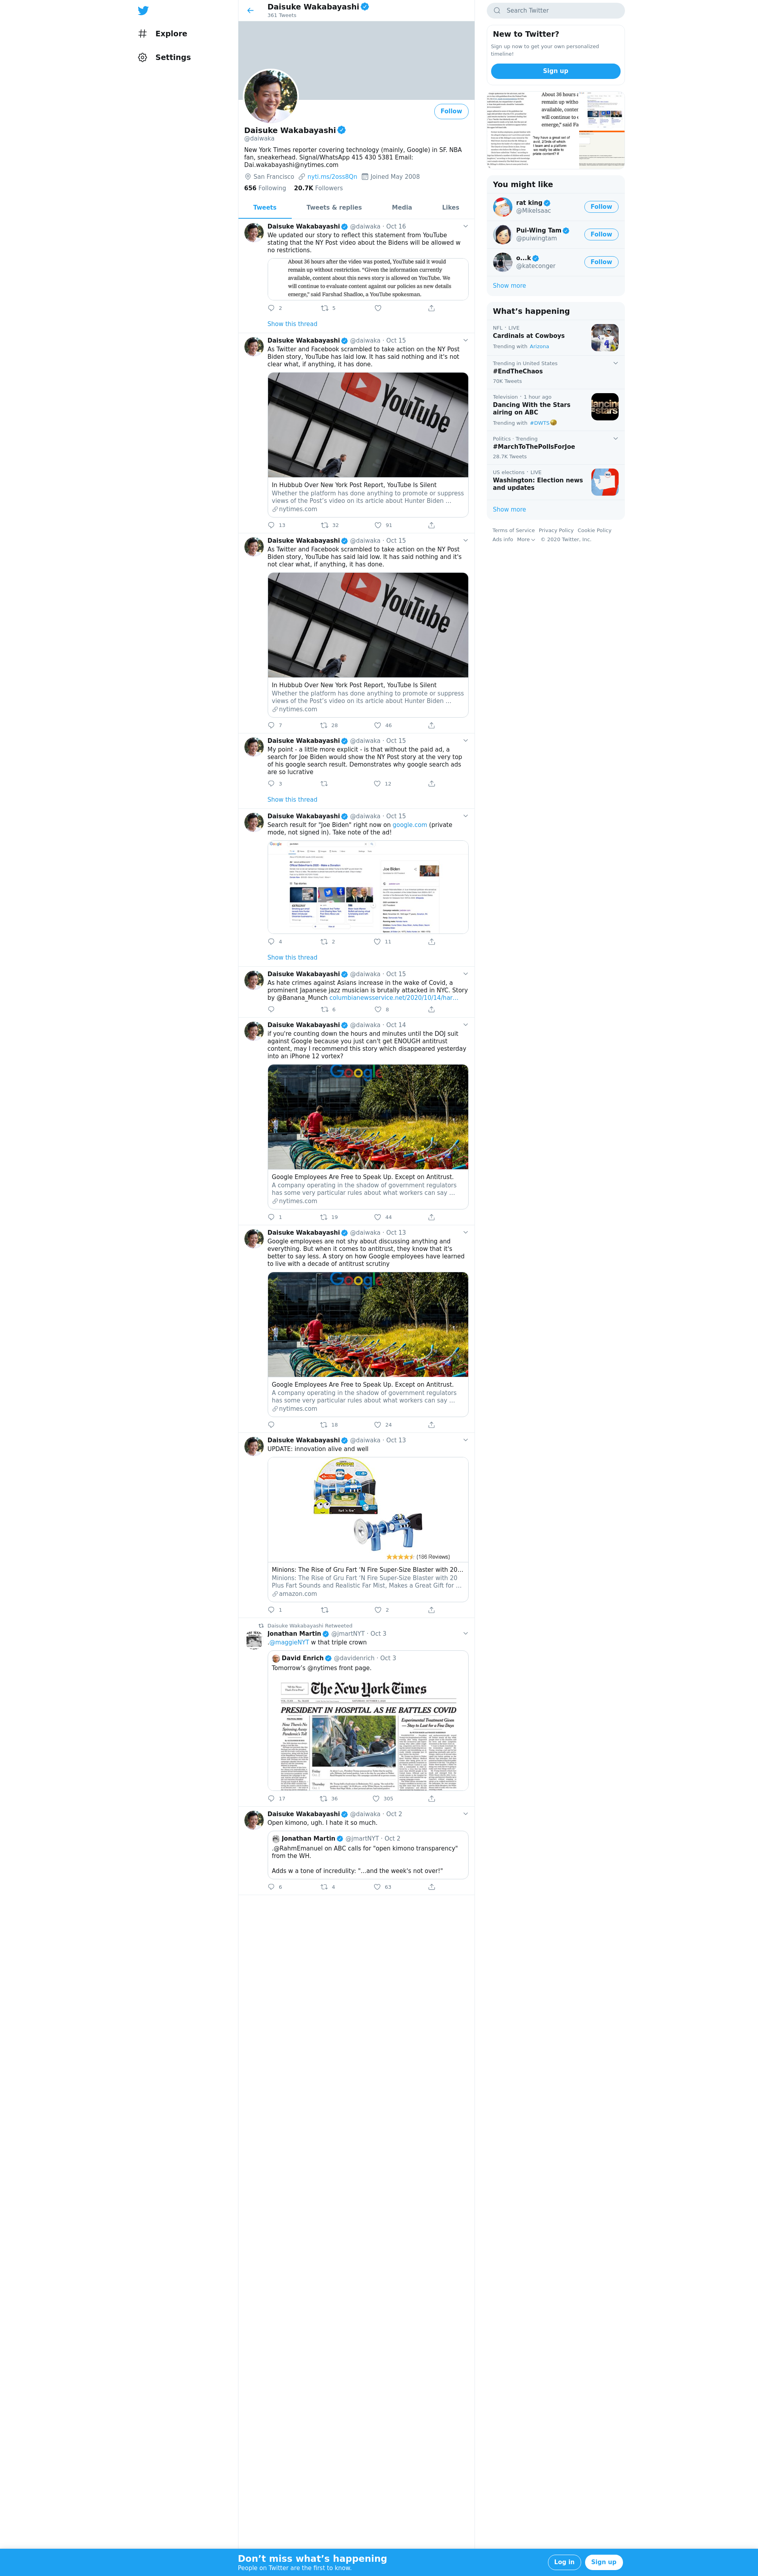 Explore
Settings
Daisuke Wakabayashi
361 Tweets
Follow
Daisuke Wakabayashi
@daiwaka
New York Times reporter covering technology (mainly, Google) in SF. NBA
fan, sneakerhead. Signal/WhatsApp 415 430 5381 Email:
Dai.wakabayashi@nytimes.com
San Francisco nyti.ms/2oss8Qn Joined May 2008
656 Following 20.7K Followers
Tweets Tweets & replies Media Likes
Daisuke Wakabayashi @daiwaka · Oct 16
We updated our story to reflect this statement from YouTube
stating that the NY Post video about the Bidens will be allowed w
no restrictions.
About 36 hours after the video was posted, YouTube said it would
remain up without restriction. "Given the information currently
available, content about this news story is allowed on YouTube. We
will continue to evaluate content against our policies as new details
emerge," said Farshad Shadloo, a YouTube spokesman.
2 5
Show this thread
Daisuke Wakabayashi @daiwaka · Oct 15
As Twitter and Facebook scrambled to take action on the NY Post
Biden story, YouTube has laid low. It has said nothing and it's not
clear what, if anything, it has done.
YouTube
In Hubbub Over New York Post Report, YouTube Is Silent
Whether the platform has done anything to promote or suppress
views of the Post's video on its article about Hunter Biden ...
nytimes.com
13 32 91
Daisuke Wakabayashi @daiwaka · Oct 15
As Twitter and Facebook scrambled to take action on the NY Post
Biden story, YouTube has said laid low. It has said nothing and it's
not clear what, if anything, it has done.
YouTube
In Hubbub Over New York Post Report, YouTube Is Silent
Whether the platform has done anything to promote or suppress
views of the Post's video on its article about Hunter Biden ...
nytimes.com
7 28 46
Daisuke Wakabayashi @daiwaka · Oct 15
My point - a little more explicit - is that without the paid ad, a
search for Joe Biden would show the NY Post story at the very top
of his google search result. Demonstrates why google search ads
are so lucrative
3 12
Show this thread
Daisuke Wakabayashi @daiwaka · Oct 15
Search result for "Joe Biden" right now on google.com (private
mode, not signed in). Take note of the ad!
Google
Joe Biden
4 2 11
Show this thread
Daisuke Wakabayashi @daiwaka · Oct 15
As hate crimes against Asians increase in the wake of Covid, a
prominent Japanese jazz musician is brutally attacked in NYC. Story
by @Banana_Munch columbianewsservice.net/2020/10/14/har…
6 8
Daisuke Wakabayashi @daiwaka · Oct 14
if you're counting down the hours and minutes until the DOJ suit
against Google because you just can't get ENOUGH antitrust
content, may I recommend this story which disappeared yesterday
into an iPhone 12 vortex?
Google
Google Employees Are Free to Speak Up. Except on Antitrust.
A company operating in the shadow of government regulators
has some very particular rules about what workers can say ...
nytimes.com
1 19 44
Daisuke Wakabayashi @daiwaka · Oct 13
Google employees are not shy about discussing anything and
everything. But when it comes to antitrust, they know that it's
better to say less. A story on how Google employees have learned
to live with a decade of antitrust scrutiny
Google
Google Employees Are Free to Speak Up. Except on Antitrust.
A company operating in the shadow of government regulators
has some very particular rules about what workers can say ...
nytimes.com
18 24
Daisuke Wakabayashi @daiwaka · Oct 13
UPDATE: innovation alive and well
(186 Reviews)
Minions: The Rise of Gru Fart 'N Fire Super-Size Blaster with 20...
Minions: The Rise of Gru Fart 'N Fire Super-Size Blaster with 20
Plus Fart Sounds and Realistic Far Mist, Makes a Great Gift for ...
amazon.com
1 2
Daisuke Wakabayashi Retweeted
Jonathan Martin @jmartNYT · Oct 3
.@maggieNYT w that triple crown
David Enrich @davidenrich · Oct 3
Tomorrow's @nytimes front page.
The New York Times
PRESIDENT IN HOSPITAL AS HE BATTLES COVID
Experimental Treatment Given
— Stay to Last for a Few Days
17 36 305
Daisuke Wakabayashi @daiwaka · Oct 2
Open kimono, ugh. I hate it so much.
Jonathan Martin @jmartNYT · Oct 2
.@RahmEmanuel on ABC calls for "open kimono transparency"
from the WH.
Adds w a tone of incredulity: "...and the week's not over!"
6 4 63
Search Twitter
New to Twitter?
Sign up now to get your own personalized
timeline!
Sign up
About 36 hours a
remain up witho
available, conten
will continue to e
emerge," said Fa
You might like
rat king
@MikeIsaac
Follow
Pui-Wing Tam
@puiwingtam
Follow
o...k
@kateconger
Follow
Show more
What's happening
NFL · LIVE
Cardinals at Cowboys
Trending with Arizona
Trending in United States
#EndTheChaos
70K Tweets
Television · 1 hour ago
Dancing With the Stars
airing on ABC
Trending with #DWTS
Politics · Trending
#MarchToThePollsForJoe
28.7K Tweets
US elections · LIVE
Washington: Election news
and updates
Show more
Terms of Service Privacy Policy Cookie Policy
Ads info More © 2020 Twitter, Inc.
Don't miss what's happening
People on Twitter are the first to know.
Log in
Sign up